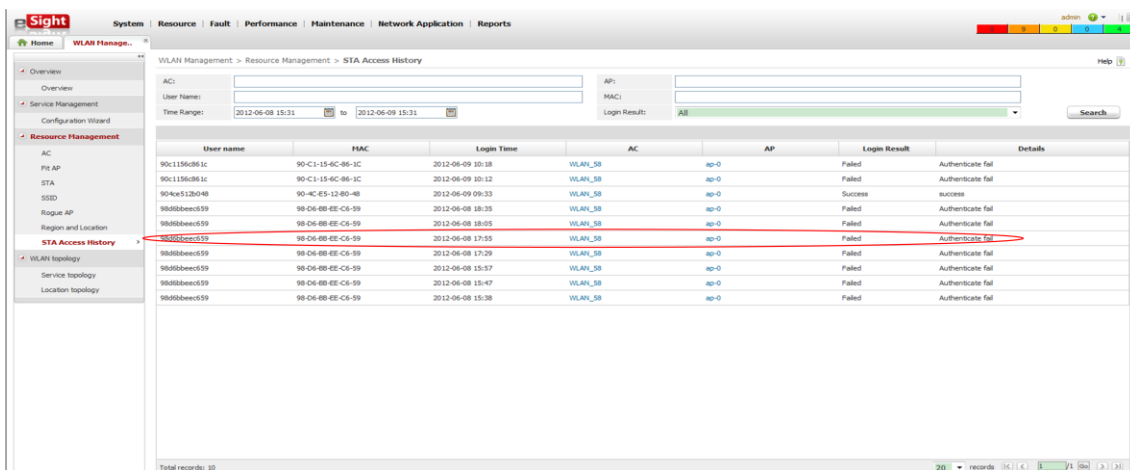 eSight
System | Resource | Fault | Performance | Maintenance | Network Application | Reports
admin
0 9 0 0 4
Home WLAN Manage..
WLAN Management > Resource Management > STA Access History Help
Overview
Overview
Service Management
Configuration Wizard
Resource Management
AC
Fit AP
STA
SSID
Rogue AP
Region and Location
STA Access History >
WLAN topology
Service topology
Location topology
AC: AP:
User Name: MAC:
Time Range: 2012-06-08 15:31 to 2012-06-09 15:31 Login Result: All Search
User name MAC Login Time AC AP Login Result Details
90c1156c861c 90-C1-15-6C-86-1C 2012-06-09 10:18 WLAN_58 ap-0 Failed Authenticate fail
90c1156c861c 90-C1-15-6C-86-1C 2012-06-09 10:12 WLAN_58 ap-0 Failed Authenticate fail
904ce512b048 90-4C-E5-12-B0-48 2012-06-09 09:33 WLAN_58 ap-0 Success success
98d6bbeec659 98-D6-BB-EE-C6-59 2012-06-08 18:35 WLAN_58 ap-0 Failed Authenticate fail
98d6bbeec659 98-D6-BB-EE-C6-59 2012-06-08 18:05 WLAN_58 ap-0 Failed Authenticate fail
98d6bbeec659 98-D6-BB-EE-C6-59 2012-06-08 17:55 WLAN_58 ap-0 Failed Authenticate fail
98d6bbeec659 98-D6-BB-EE-C6-59 2012-06-08 17:29 WLAN_58 ap-0 Failed Authenticate fail
98d6bbeec659 98-D6-BB-EE-C6-59 2012-06-08 15:57 WLAN_58 ap-0 Failed Authenticate fail
98d6bbeec659 98-D6-BB-EE-C6-59 2012-06-08 15:47 WLAN_58 ap-0 Failed Authenticate fail
98d6bbeec659 98-D6-BB-EE-C6-59 2012-06-08 15:38 WLAN_58 ap-0 Failed Authenticate fail
Total records: 10 20 records 1 /1 Go